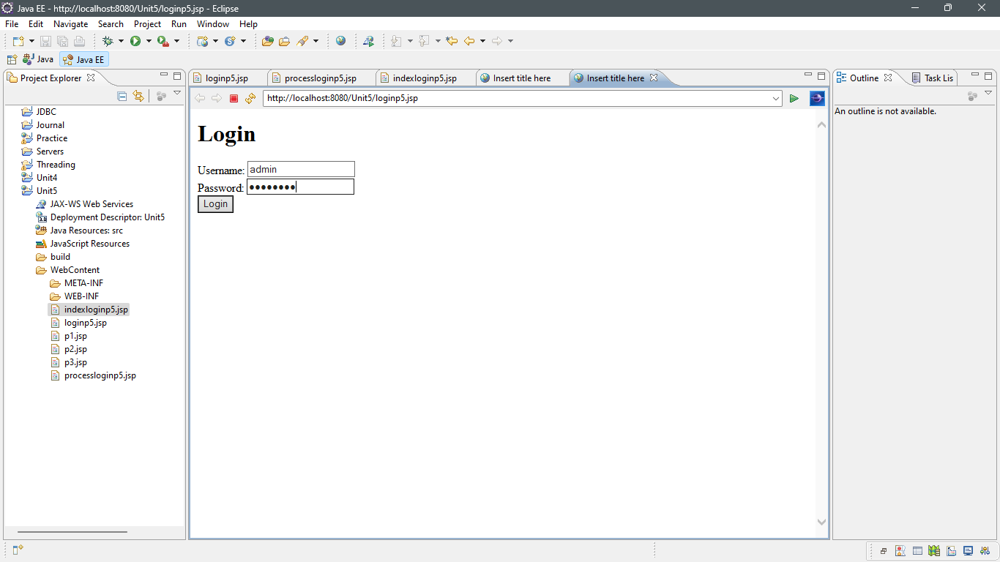 Java EE - http://localhost:8080/Unit5/loginp5.jsp - Eclipse
File Edit Navigate Search Project Run Window Help
Java Java EE
Project Explorer
JDBC
Journal
Practice
Servers
Threading
Unit4
Unit5
JAX-WS Web Services
3.0 Deployment Descriptor: Unit5
Java Resources: src
JavaScript Resources
build
WebContent
META-INF
WEB-INF
indexloginp5.jsp
loginp5.jsp
p1.jsp
p2.jsp
p3.jsp
processloginp5.jsp
loginp5.jsp processloginp5.jsp indexloginp5.jsp Insert title here Insert title here
http://localhost:8080/Unit5/loginp5.jsp
Login
Username: admin
Password: ••••••••
Login
Outline Task Lis
An outline is not available.